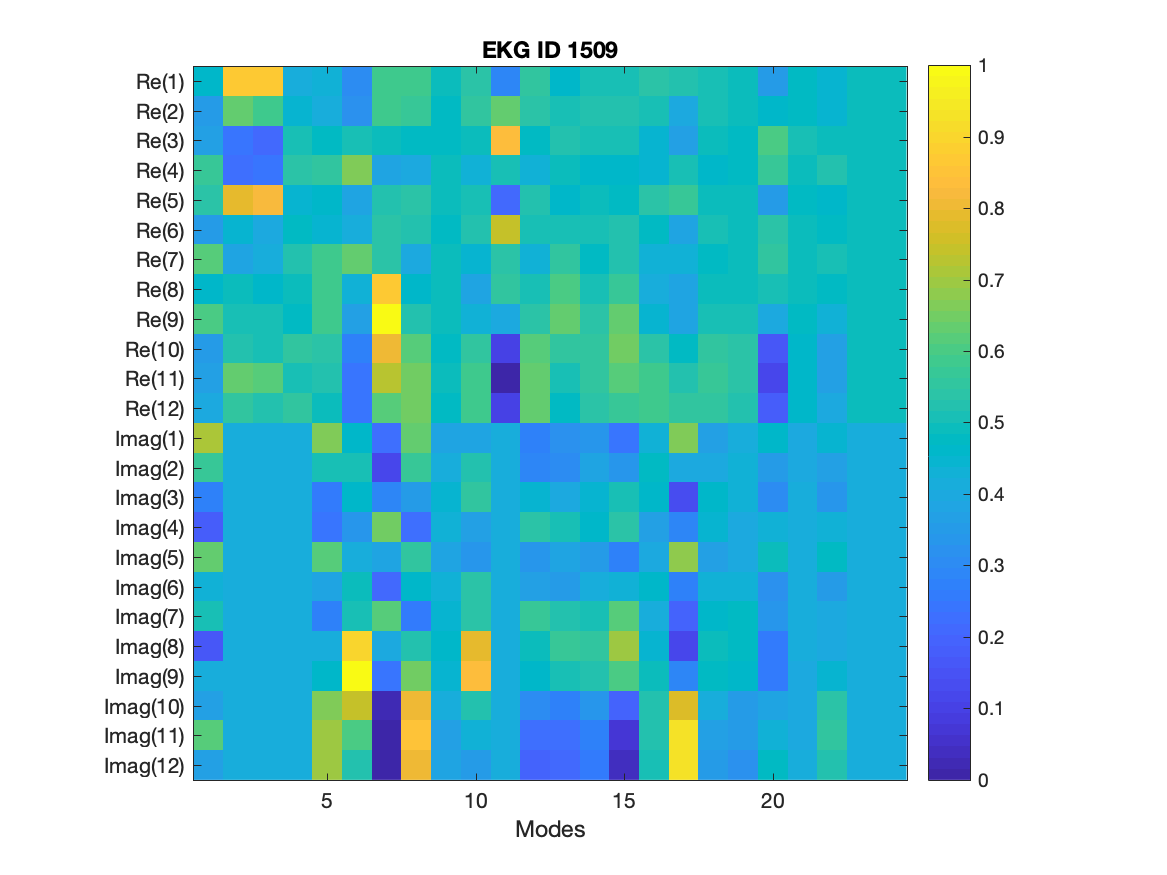 EKG ID 1509
Re(1)
Re(2)
Re(3)
Re(4)
Re(5)
Re(6)
Re(7)
Re(8)
Re(9)
Re(10)
Re(11)
Re(12)
Imag(1)
Imag(2)
Imag(3)
Imag(4)
Imag(5)
Imag(6)
Imag(7)
Imag(8)
Imag(9)
Imag(10)
Imag(11)
Imag(12)
5 10 15 20
Modes
1
0.9
0.8
0.7
0.6
0.5
0.4
0.3
0.2
0.1
0